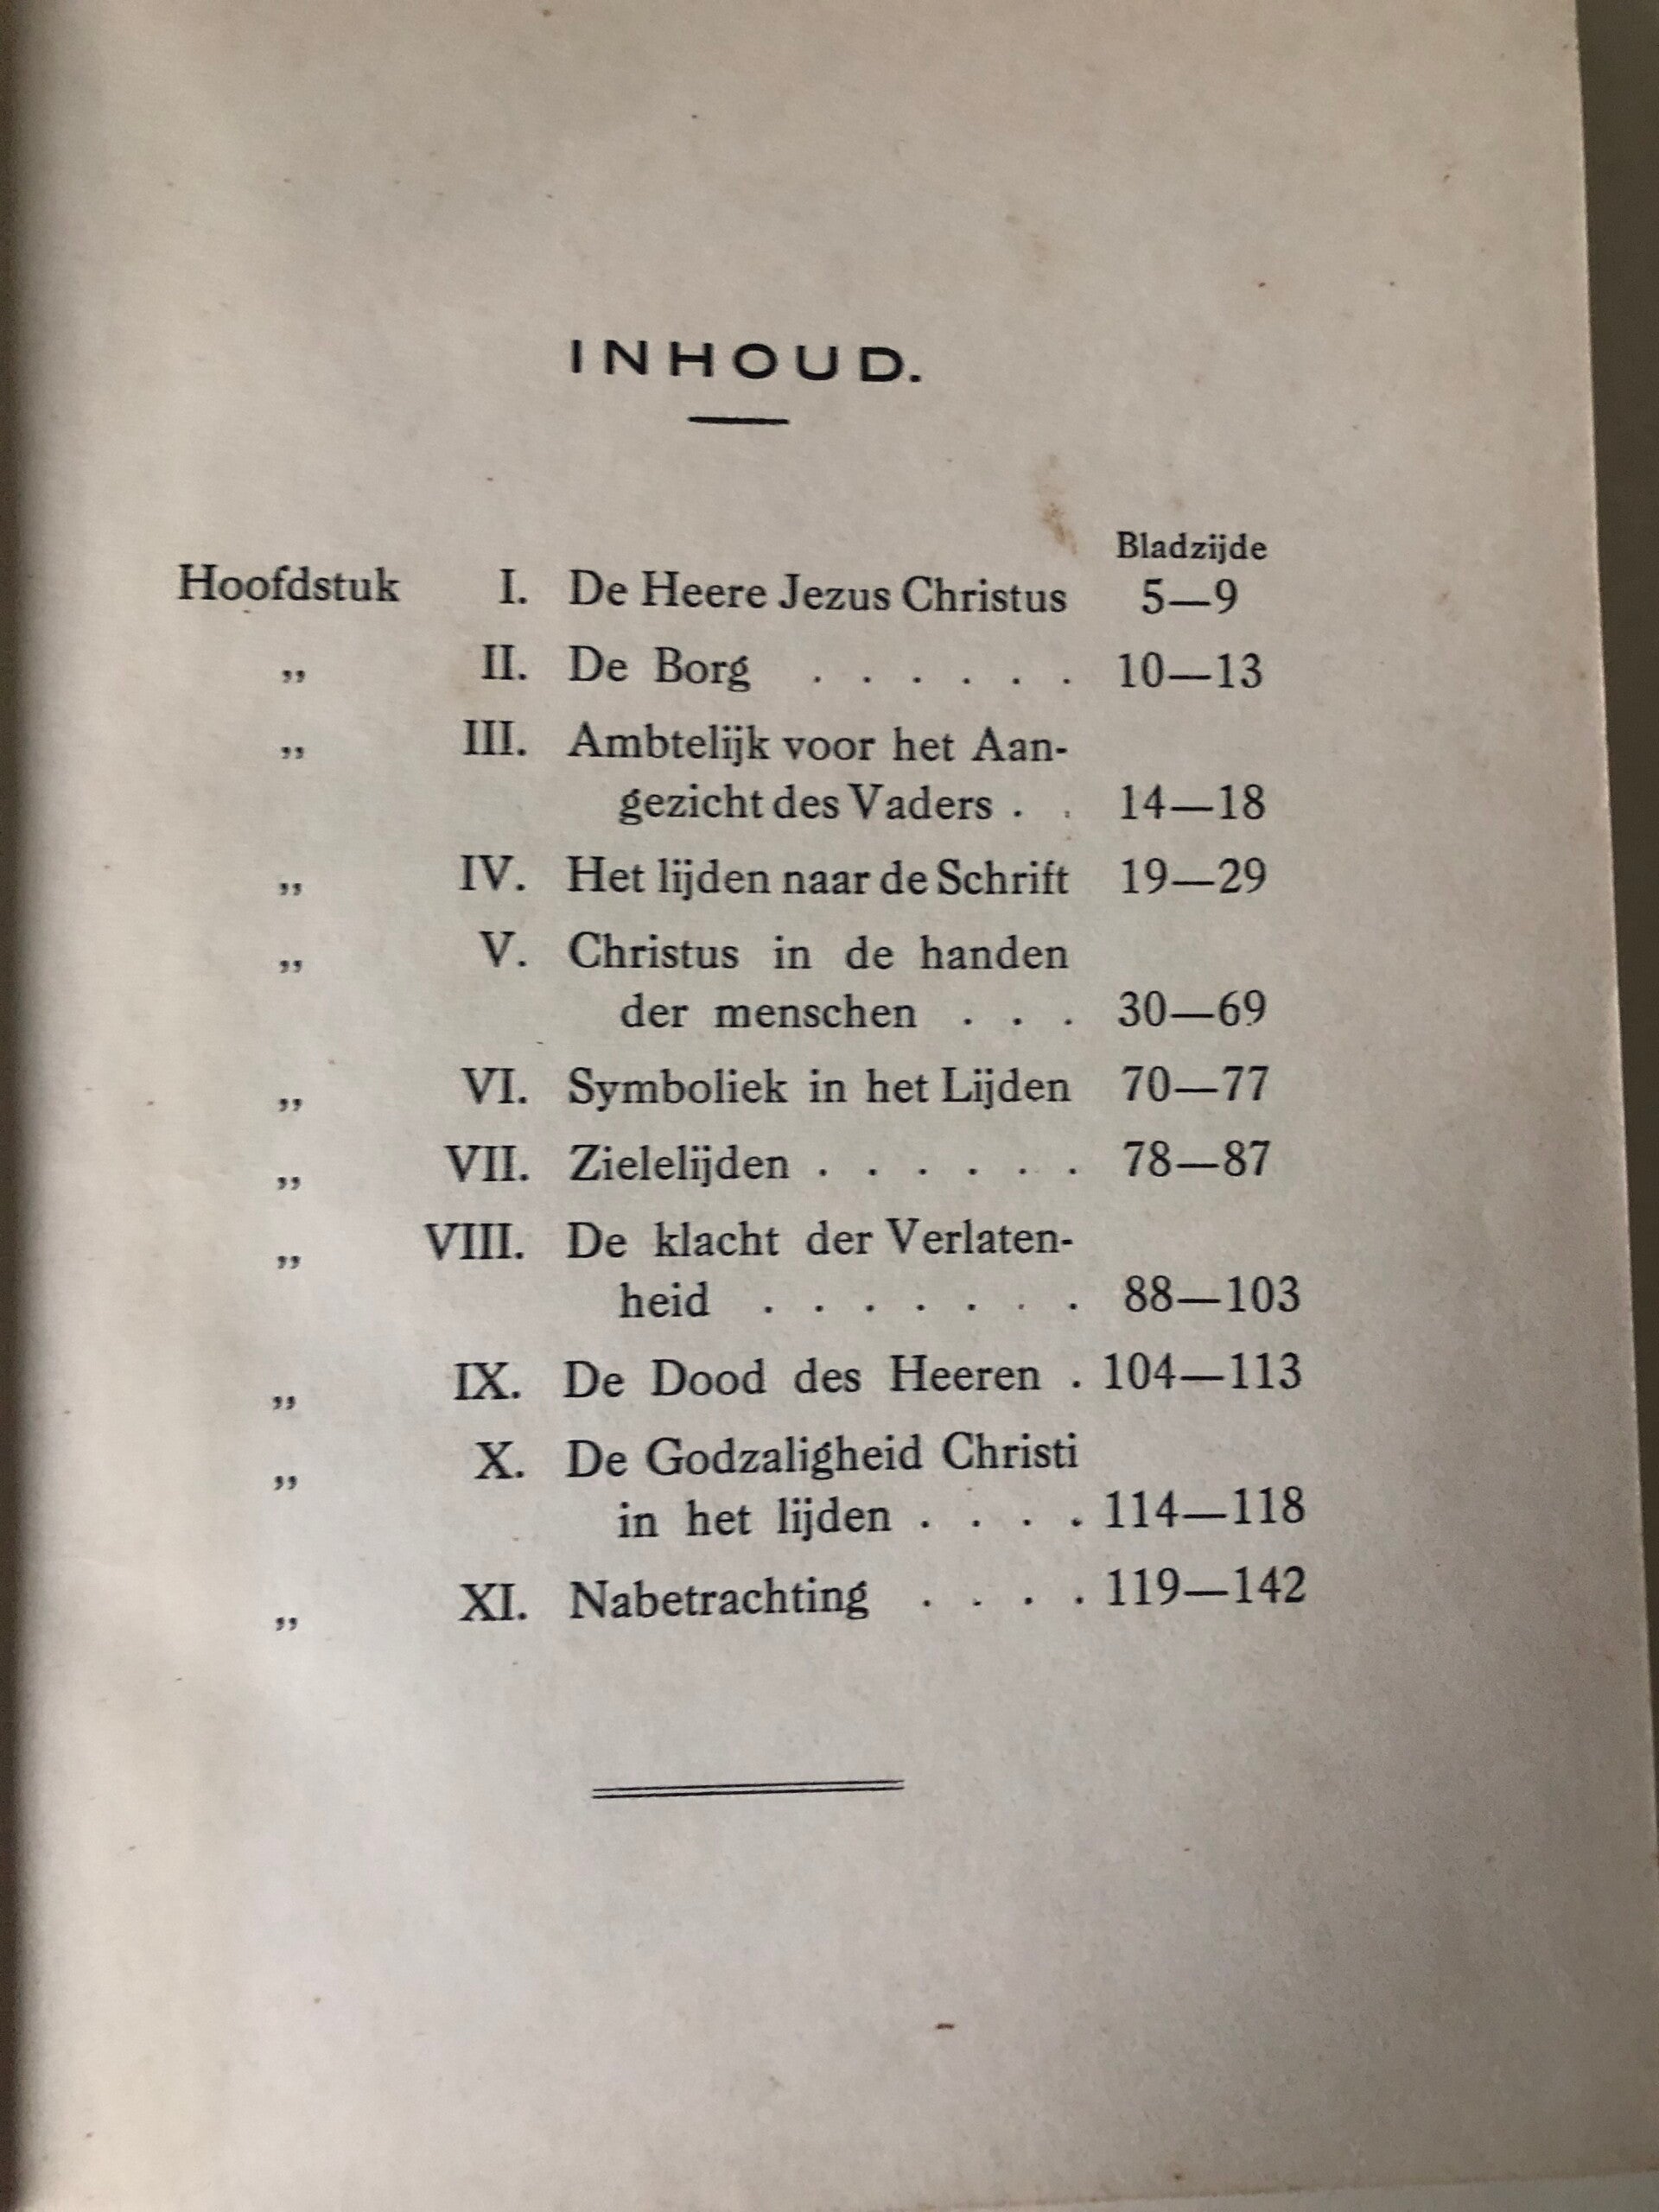 INHOUD.
Bladzijde
Hoofdstuk I. De Heere Jezus Christus 5—9
„ II. De Borg . . . . . . 10—13
„ III. Ambtelijk voor het Aan-
gezicht des Vaders . . 14—18
„ IV. Het lijden naar de Schrift 19—29
„ V. Christus in de handen
der menschen . . . 30—69
„ VI. Symboliek in het Lijden 70—77
„ VII. Zielelijden . . . . . . 78—87
„ VIII. De klacht der Verlaten-
heid . . . . . . . 88—103
„ IX. De Dood des Heeren . 104—113
„ X. De Godzaligheid Christi
in het lijden . . . . 114—118
„ XI. Nabetrachting . . . . 119—142